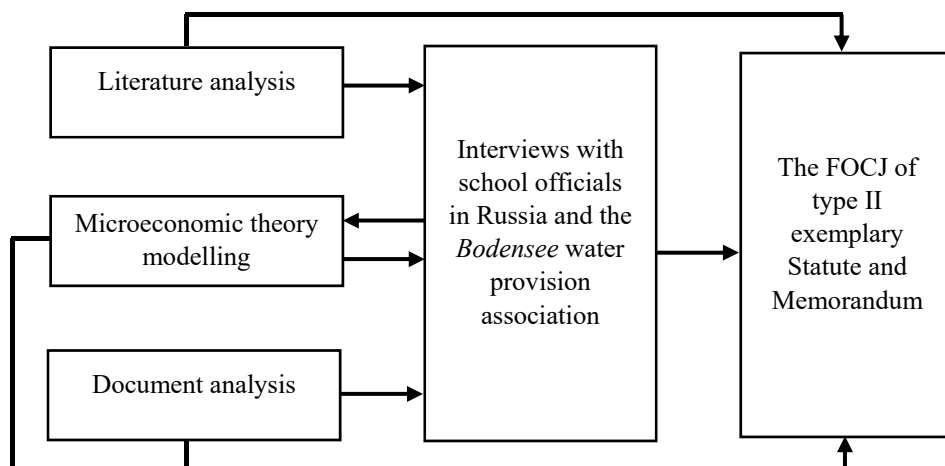 Literature analysis
Microeconomic theory
modelling
Document analysis
Interviews with
school officials
in Russia and the
Bodensee water
provision
association
The FOCJ of
type II
exemplary
Statute and
Memorandum